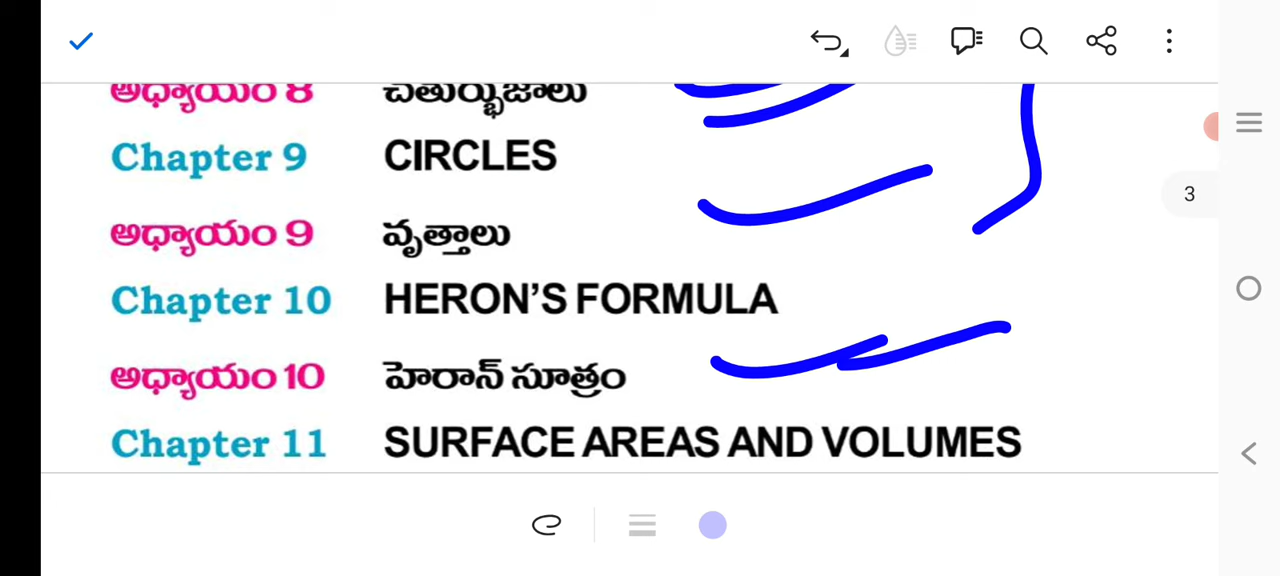 అధ్యాయం 8 చతుర్భుజాలు
Chapter 9 CIRCLES
అధ్యాయం 9 వృత్తాలు
Chapter 10 HERON'S FORMULA
అధ్యాయం 10 హెరాన్ సూత్రం
Chapter 11 SURFACE AREAS AND VOLUMES
3